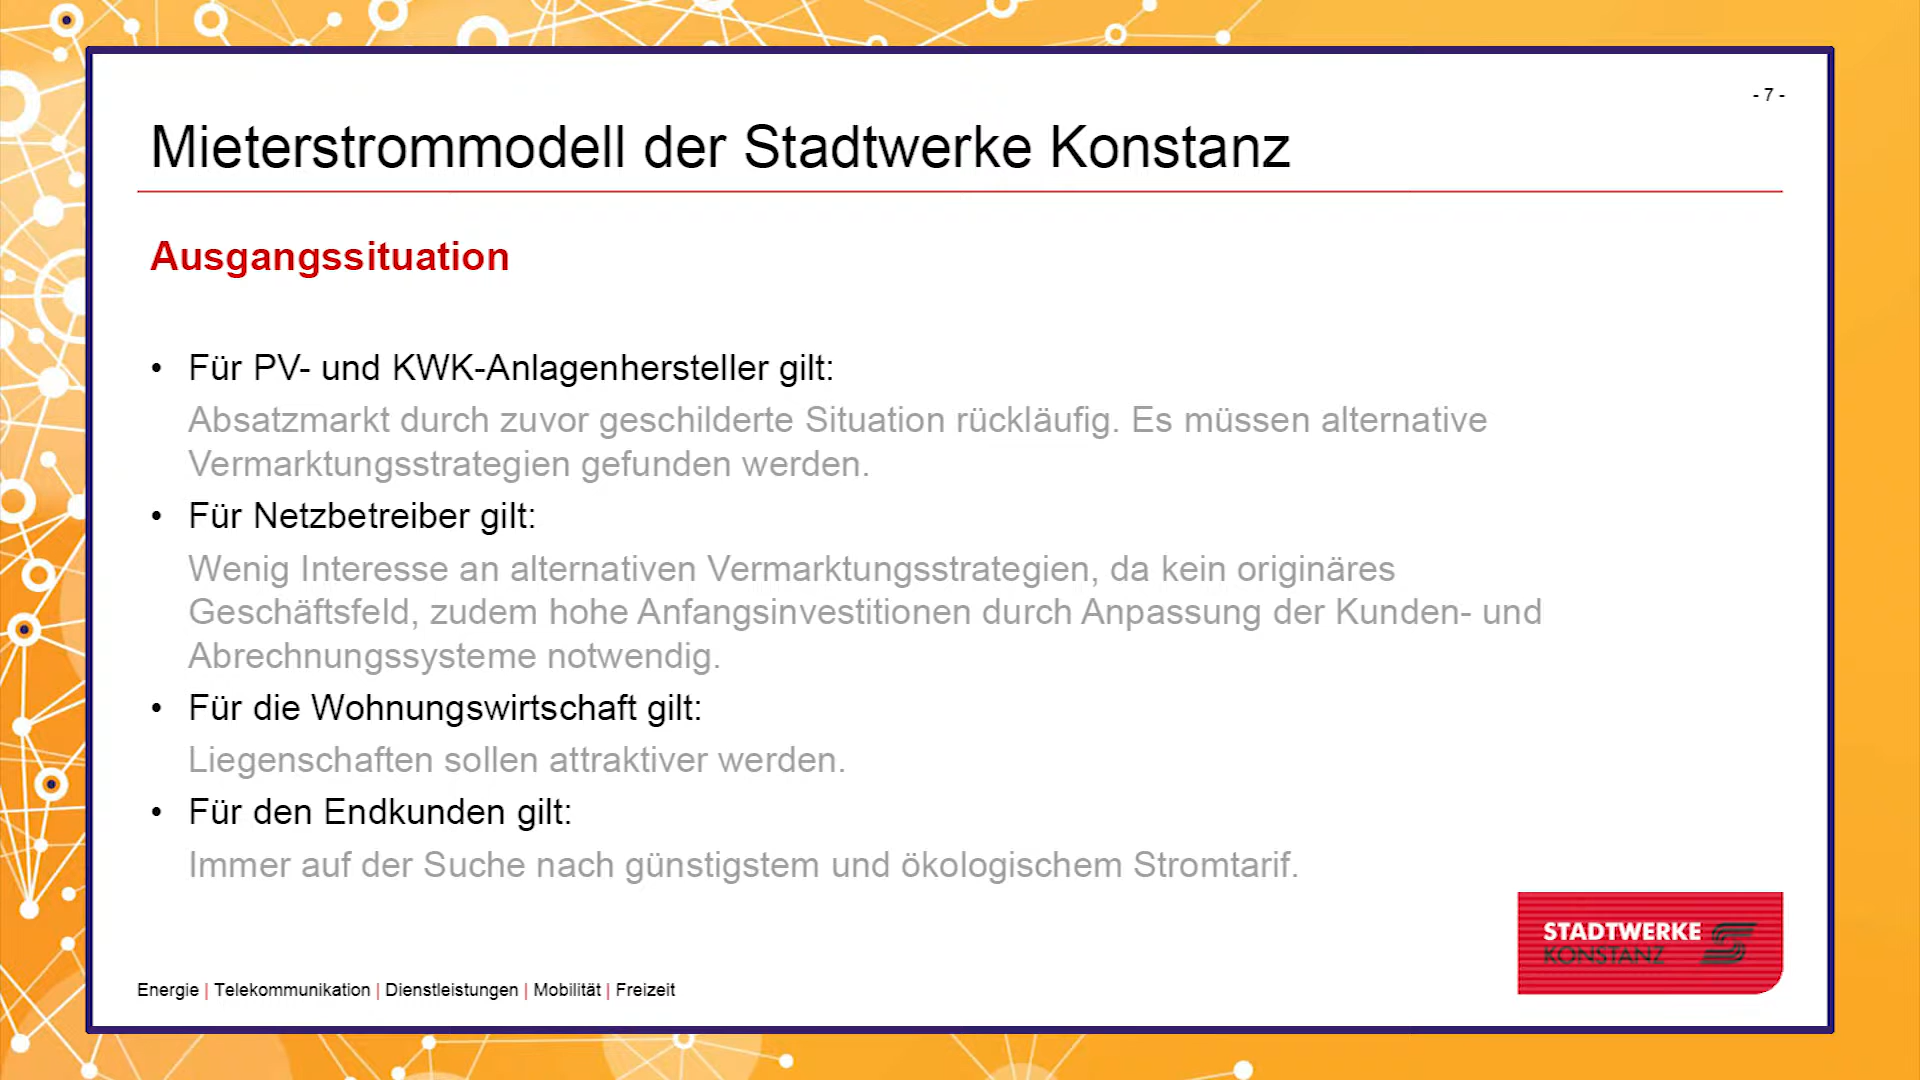 - 7 -
Mieterstrommodell der Stadtwerke Konstanz
Ausgangssituation
• Für PV- und KWK-Anlagenhersteller gilt:
Absatzmarkt durch zuvor geschilderte Situation rückläufig. Es müssen alternative
Vermarktungsstrategien gefunden werden.
• Für Netzbetreiber gilt:
Wenig Interesse an alternativen Vermarktungsstrategien, da kein originäres
Geschäftsfeld, zudem hohe Anfangsinvestitionen durch Anpassung der Kunden- und
Abrechnungssysteme notwendig.
• Für die Wohnungswirtschaft gilt:
Liegenschaften sollen attraktiver werden.
• Für den Endkunden gilt:
Immer auf der Suche nach günstigstem und ökologischem Stromtarif.
STADTWERKE
KONSTANZ
Energie | Telekommunikation | Dienstleistungen | Mobilität | Freizeit